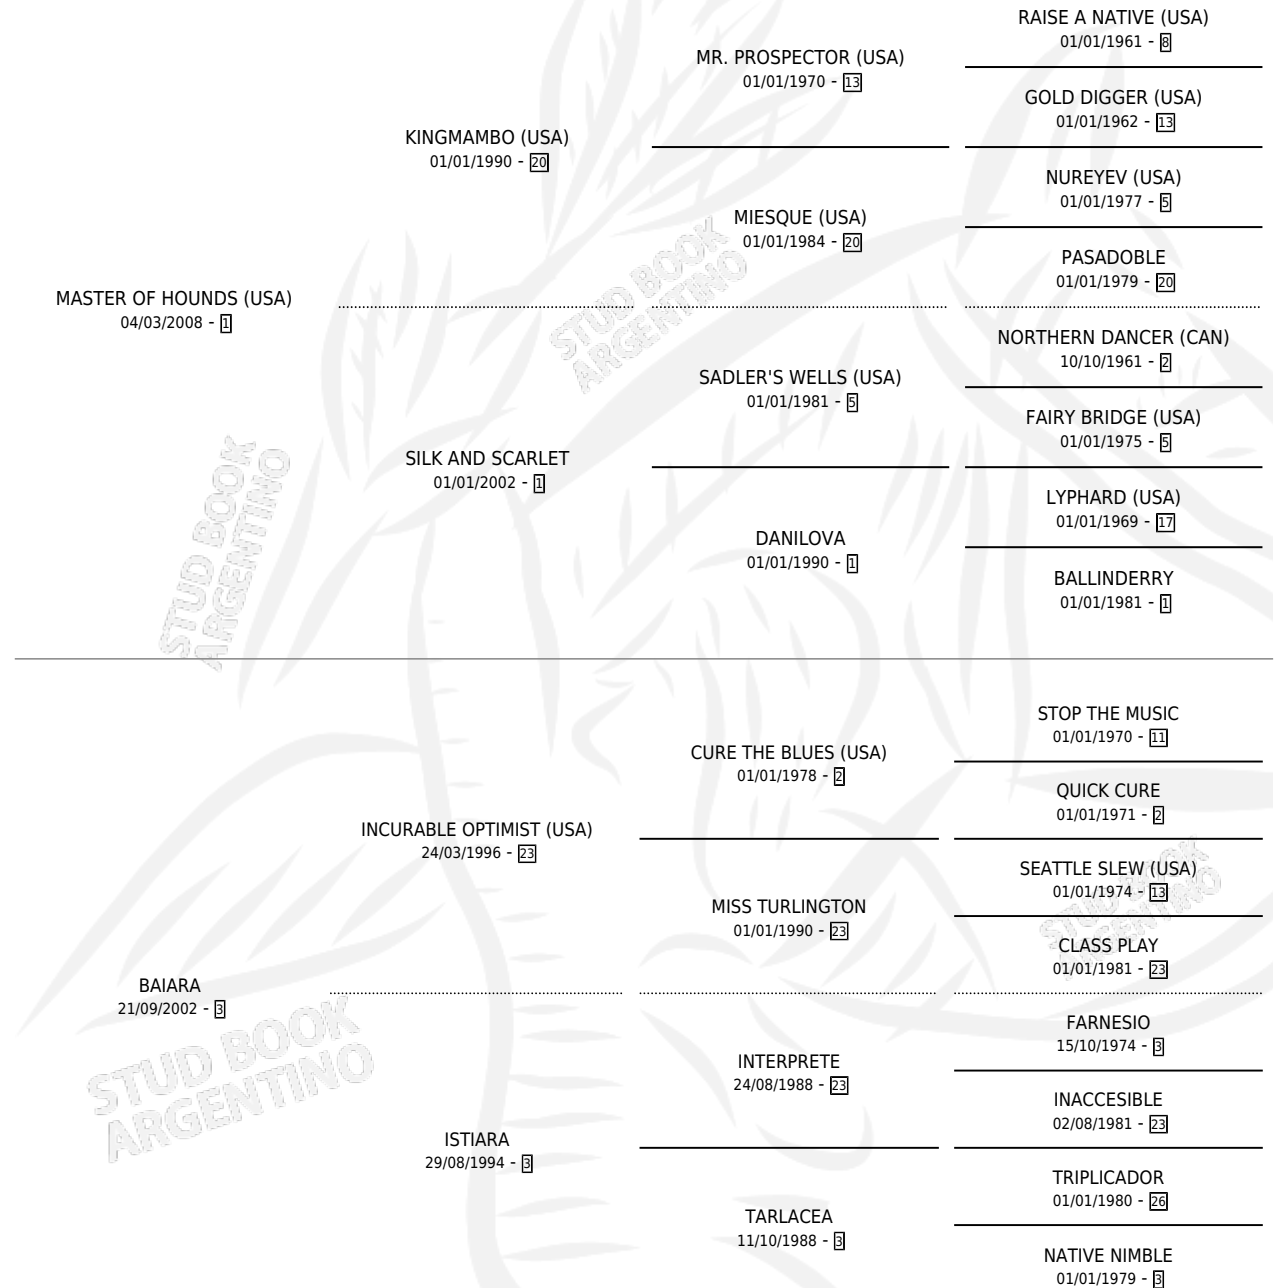 RAISE A NATIVE (USA)
01/01/1961 - 8
MR. PROSPECTOR (USA)
01/01/1970 - 13
GOLD DIGGER (USA)
01/01/1962 - 13
KINGMAMBO (USA)
01/01/1990 - 20
NUREYEV (USA)
01/01/1977 - 5
MIESQUE (USA)
01/01/1984 - 20
PASADOBLE
01/01/1979 - 20
MASTER OF HOUNDS (USA)
04/03/2008 - 1
NORTHERN DANCER (CAN)
10/10/1961 - 2
SADLER'S WELLS (USA)
01/01/1981 - 5
FAIRY BRIDGE (USA)
01/01/1975 - 5
SILK AND SCARLET
01/01/2002 - 1
LYPHARD (USA)
01/01/1969 - 17
DANILOVA
01/01/1990 - 1
BALLINDERRY
01/01/1981 - 1
STUD BOOK
ARGENTINO
STUD BOOK
ARGENTINO
STOP THE MUSIC
01/01/1970 - 11
CURE THE BLUES (USA)
01/01/1978 - 2
QUICK CURE
01/01/1971 - 2
INCURABLE OPTIMIST (USA)
24/03/1996 - 23
SEATTLE SLEW (USA)
01/01/1974 - 13
MISS TURLINGTON
01/01/1990 - 23
CLASS PLAY
01/01/1981 - 23
BAIARA
21/09/2002 - 3
FARNESIO
15/10/1974 - 3
INTERPRETE
24/08/1988 - 23
INACCESIBLE
02/08/1981 - 23
ISTIARA
29/08/1994 - 3
TRIPLICADOR
01/01/1980 - 26
TARLACEA
11/10/1988 - 3
NATIVE NIMBLE
01/01/1979 - 3
STUD BOOK
ARGENTINO
STUD BOOK
ARGENTINO